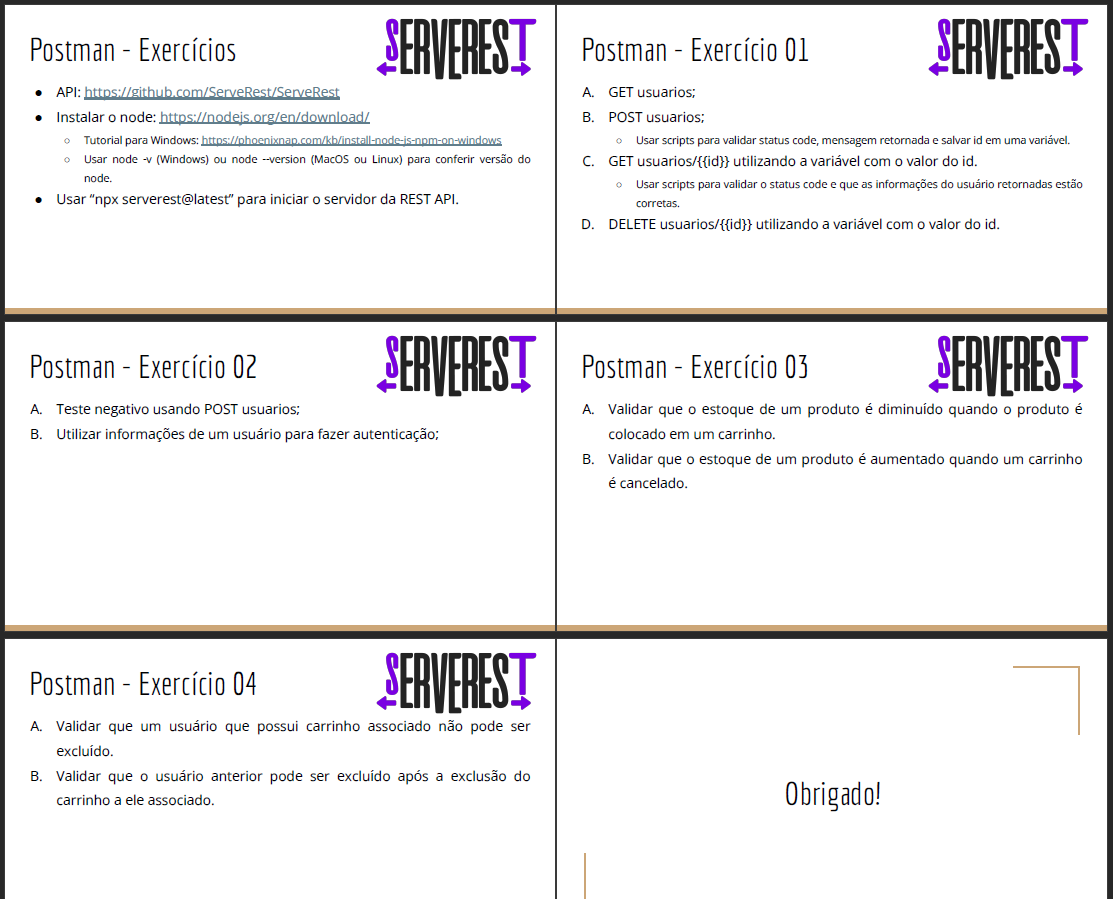 Postman - Exercícios
SERVEREST
● API: https://github.com/ServeRest/ServeRest
● Instalar o node: https://nodejs.org/en/download/
○ Tutorial para Windows: https://phoenixnap.com/kb/install-node-js-npm-on-windows
○ Usar node -v (Windows) ou node --version (MacOS ou Linux) para conferir versão do
node.
● Usar “npx serverest@latest” para iniciar o servidor da REST API.
Postman - Exercício 01
SERVEREST
A. GET usuarios;
B. POST usuarios;
○ Usar scripts para validar status code, mensagem retornada e salvar id em uma variável.
C. GET usuarios/{{id}} utilizando a variável com o valor do id.
○ Usar scripts para validar o status code e que as informações do usuário retornadas estão
corretas.
D. DELETE usuarios/{{id}} utilizando a variável com o valor do id.
Postman - Exercício 02
SERVEREST
A. Teste negativo usando POST usuarios;
B. Utilizar informações de um usuário para fazer autenticação;
Postman - Exercício 03
SERVEREST
A. Validar que o estoque de um produto é diminuído quando o produto é
colocado em um carrinho.
B. Validar que o estoque de um produto é aumentado quando um carrinho
é cancelado.
Postman - Exercício 04
SERVEREST
A. Validar que um usuário que possui carrinho associado não pode ser
excluído.
B. Validar que o usuário anterior pode ser excluído após a exclusão do
carrinho a ele associado.
Obrigado!